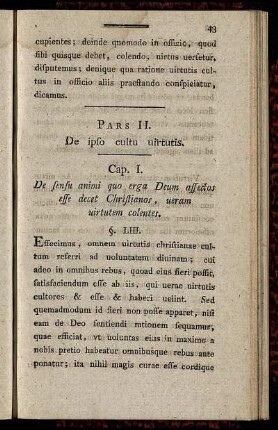 43
cupientes; deinde quomodo in officio, quod
sibi quisque debet, colendo, uirtus uersetur,
disputemus; denique qua ratione uirtutis cul-
tus in officio aliis praestando conspiciatur,
dicamus.
PARS II.
De ipso cultu uirtutis.
Cap. I.
De sensu animi quo erga Deum affectos
esse decet Christianos, ueram
uirtutem colentes.
§. LIII.
Effecimus, omnem uirtutis christianae cul-
tum referri ad uoluntatem diuinam; cui
adeo in omnibus rebus, quoad eius fieri possit,
satisfaciendum esse ab iis, qui uerae uirtutis
cultores & esse & haberi uelint. Sed
quemadmodum id fieri non posse apparet, nisi
eam de Deo sentiendi rationem sequamur,
quae efficiat, vt uoluntas eius in maximo a
nobis pretio habeatur omnibusque rebus ante
ponatur; ita nihil magis curae esse cordique